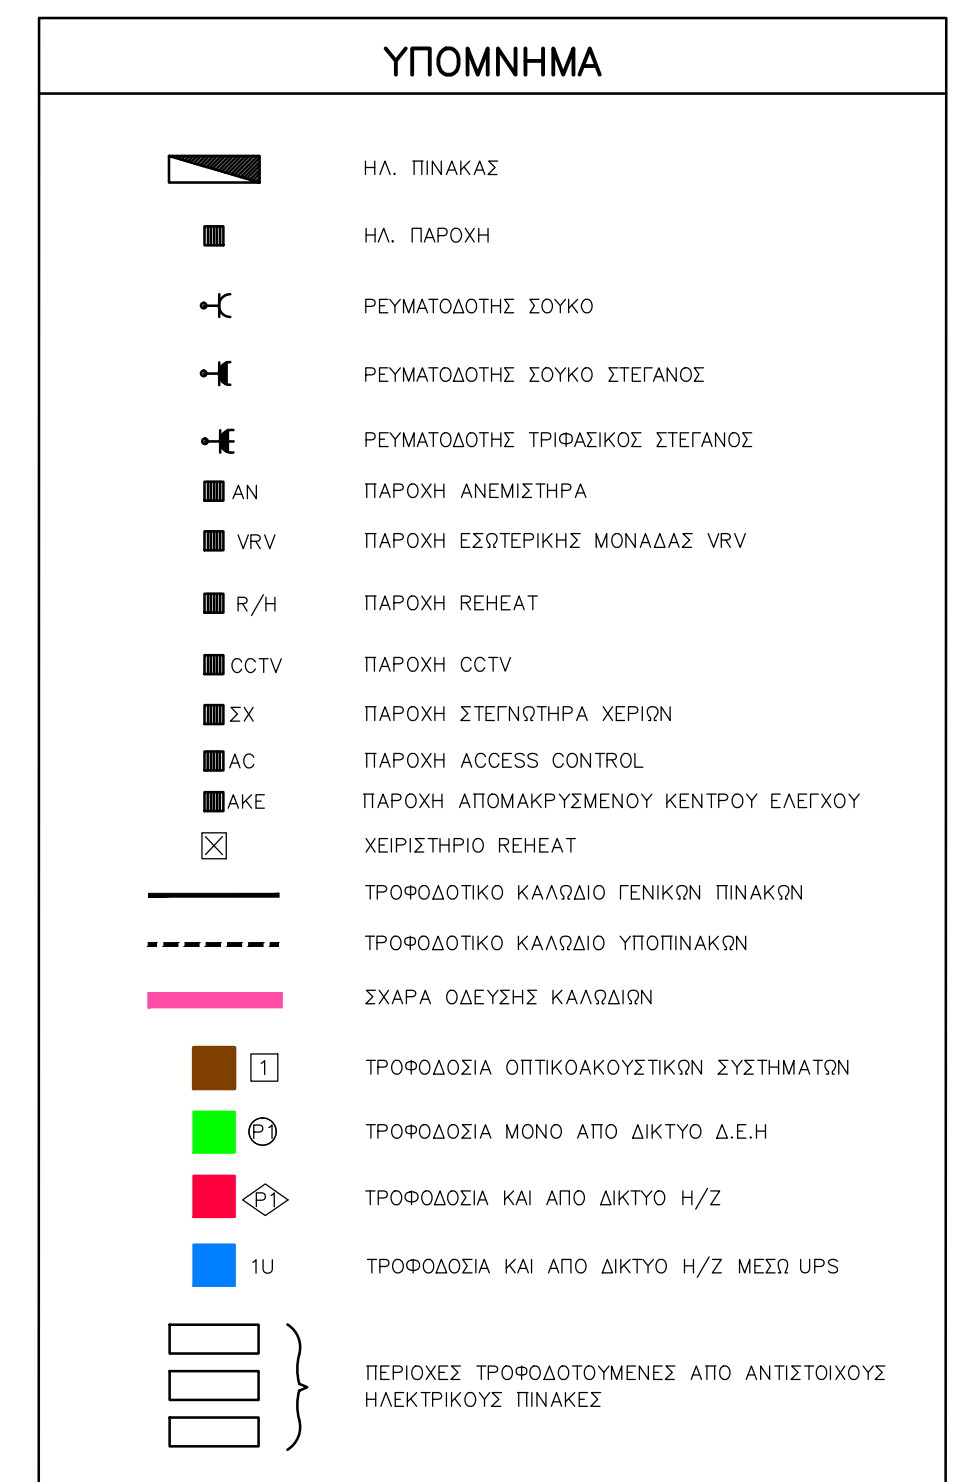 ΥΠΟΜΝΗΜΑ
ΗΛ. ΠΙΝΑΚΑΣ
ΗΛ. ΠΑΡΟΧΗ
ΡΕΥΜΑΤΟΔΟΤΗΣ ΣΟΥΚΟ
ΡΕΥΜΑΤΟΔΟΤΗΣ ΣΟΥΚΟ ΣΤΕΓΑΝΟΣ
ΡΕΥΜΑΤΟΔΟΤΗΣ ΤΡΙΦΑΣΙΚΟΣ ΣΤΕΓΑΝΟΣ
ΑΝ ΠΑΡΟΧΗ ΑΝΕΜΙΣΤΗΡΑ
VRV ΠΑΡΟΧΗ ΕΣΩΤΕΡΙΚΗΣ ΜΟΝΑΔΑΣ VRV
R/H ΠΑΡΟΧΗ REHEAT
CCTV ΠΑΡΟΧΗ CCTV
ΣΧ ΠΑΡΟΧΗ ΣΤΕΓΝΩΤΗΡΑ ΧΕΡΙΩΝ
AC ΠΑΡΟΧΗ ACCESS CONTROL
ΑΚΕ ΠΑΡΟΧΗ ΑΠΟΜΑΚΡΥΣΜΕΝΟΥ ΚΕΝΤΡΟΥ ΕΛΕΓΧΟΥ
ΧΕΙΡΙΣΤΗΡΙΟ REHEAT
ΤΡΟΦΟΔΟΤΙΚΟ ΚΑΛΩΔΙΟ ΓΕΝΙΚΩΝ ΠΙΝΑΚΩΝ
ΤΡΟΦΟΔΟΤΙΚΟ ΚΑΛΩΔΙΟ ΥΠΟΠΙΝΑΚΩΝ
ΣΧΑΡΑ ΟΔΕΥΣΗΣ ΚΑΛΩΔΙΩΝ
1 ΤΡΟΦΟΔΟΣΙΑ ΟΠΤΙΚΟΑΚΟΥΣΤΙΚΩΝ ΣΥΣΤΗΜΑΤΩΝ
P1 ΤΡΟΦΟΔΟΣΙΑ ΜΟΝΟ ΑΠΟ ΔΙΚΤΥΟ Δ.Ε.Η
P1 ΤΡΟΦΟΔΟΣΙΑ ΚΑΙ ΑΠΟ ΔΙΚΤΥΟ Η/Ζ
1U ΤΡΟΦΟΔΟΣΙΑ ΚΑΙ ΑΠΟ ΔΙΚΤΥΟ Η/Ζ ΜΕΣΩ UPS
ΠΕΡΙΟΧΕΣ ΤΡΟΦΟΔΟΤΟΥΜΕΝΕΣ ΑΠΟ ΑΝΤΙΣΤΟΙΧΟΥΣ
ΗΛΕΚΤΡΙΚΟΥΣ ΠΙΝΑΚΕΣ